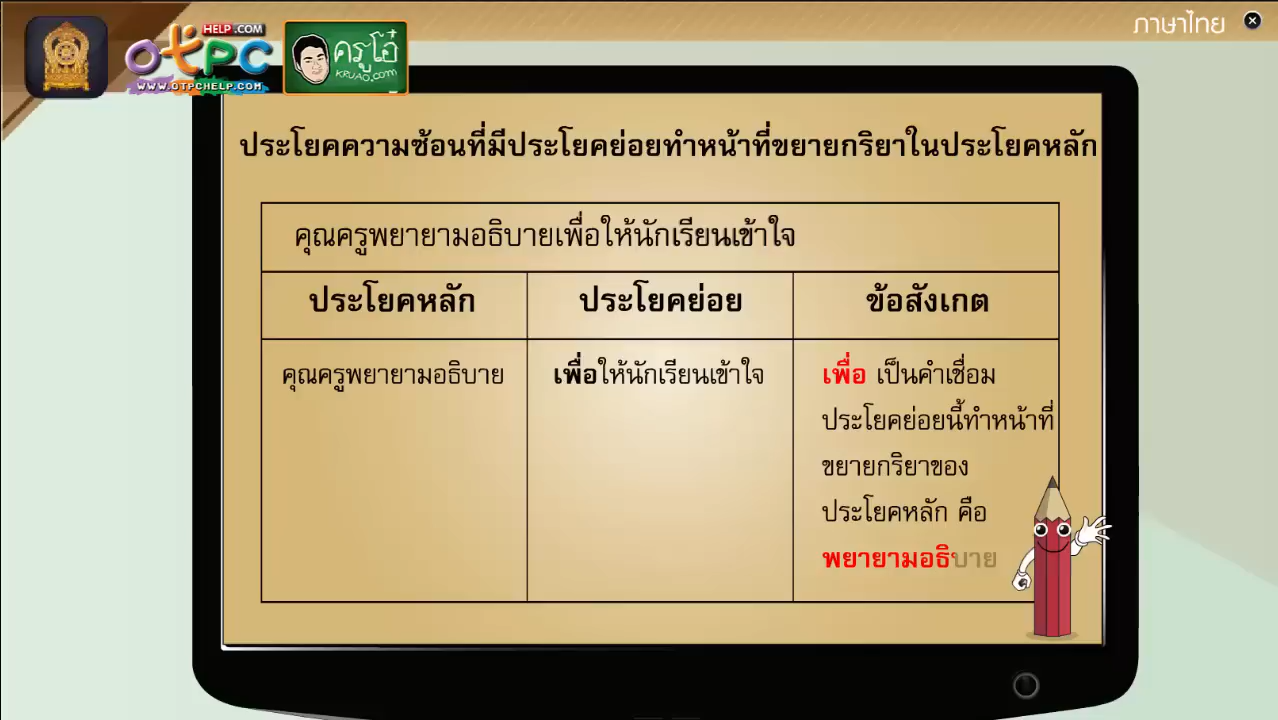 ภาษาไทย
HELP.COM
OTPC
WWW.OTPCHELP.COM
ครูโอ๋
KRUAO.COM
ประโยคความซ้อนที่มีประโยคย่อยทำหน้าที่ขยายกริยาในประโยคหลัก
คุณครูพยายามอธิบายเพื่อให้นักเรียนเข้าใจ
ประโยคหลัก ประโยคย่อย ข้อสังเกต
คุณครูพยายามอธิบาย เพื่อให้นักเรียนเข้าใจ เพื่อ เป็นคำเชื่อม
ประโยคย่อยนี้ทำหน้าที่
ขยายกริยาของ
ประโยคหลัก คือ
พยายามอธิบาย